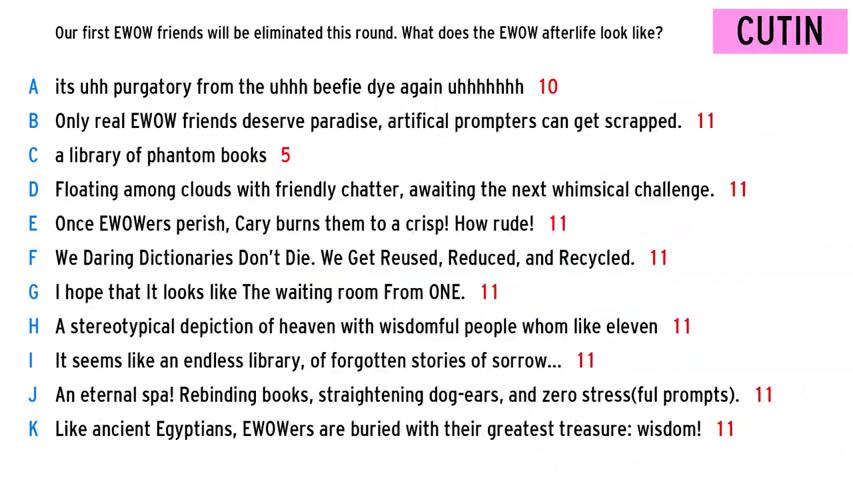 Our first EWOW friends will be eliminated this round. What does the EWOW afterlife look like?
CUTIN
A its uhh purgatory from the uhhh beefie dye again uhhhhhhh 10
B Only real EWOW friends deserve paradise, artifical prompters can get scrapped. 11
C a library of phantom books 5
D Floating among clouds with friendly chatter, awaiting the next whimsical challenge. 11
E Once EWOWers perish, Cary burns them to a crisp! How rude! 11
F We Daring Dictionaries Don't Die. We Get Reused, Reduced, and Recycled. 11
G I hope that It looks like The waiting room From ONE. 11
H A stereotypical depiction of heaven with wisdomful people whom like eleven 11
I It seems like an endless library, of forgotten stories of sorrow... 11
J An eternal spa! Rebinding books, straightening dog-ears, and zero stress(ful prompts). 11
K Like ancient Egyptians, EWOWers are buried with their greatest treasure: wisdom! 11